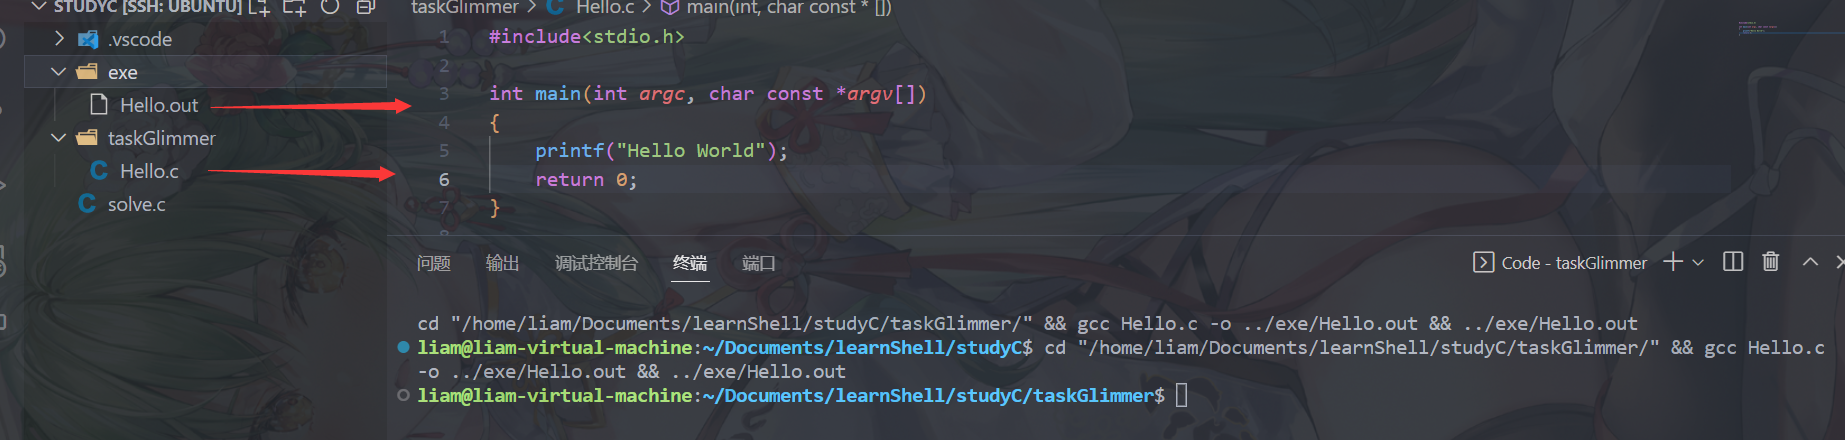 STUDYC [SSH: UBUNTU]
.vscode
exe
Hello.out
taskGlimmer
Hello.c
solve.c
taskGlimmer > C Hello.c > main(int, char const * [])
1 #include<stdio.h>
2
3 int main(int argc, char const *argv[])
4 {
5 printf("Hello World");
6 return 0;
7 }
8
问题 输出 调试控制台 终端 端口 Code - taskGlimmer
cd "/home/liam/Documents/learnShell/studyC/taskGlimmer/" && gcc Hello.c -o ../exe/Hello.out && ../exe/Hello.out
liam@liam-virtual-machine:~/Documents/learnShell/studyC$ cd "/home/liam/Documents/learnShell/studyC/taskGlimmer/" && gcc Hello.c
-o ../exe/Hello.out && ../exe/Hello.out
liam@liam-virtual-machine:~/Documents/learnShell/studyC/taskGlimmer$